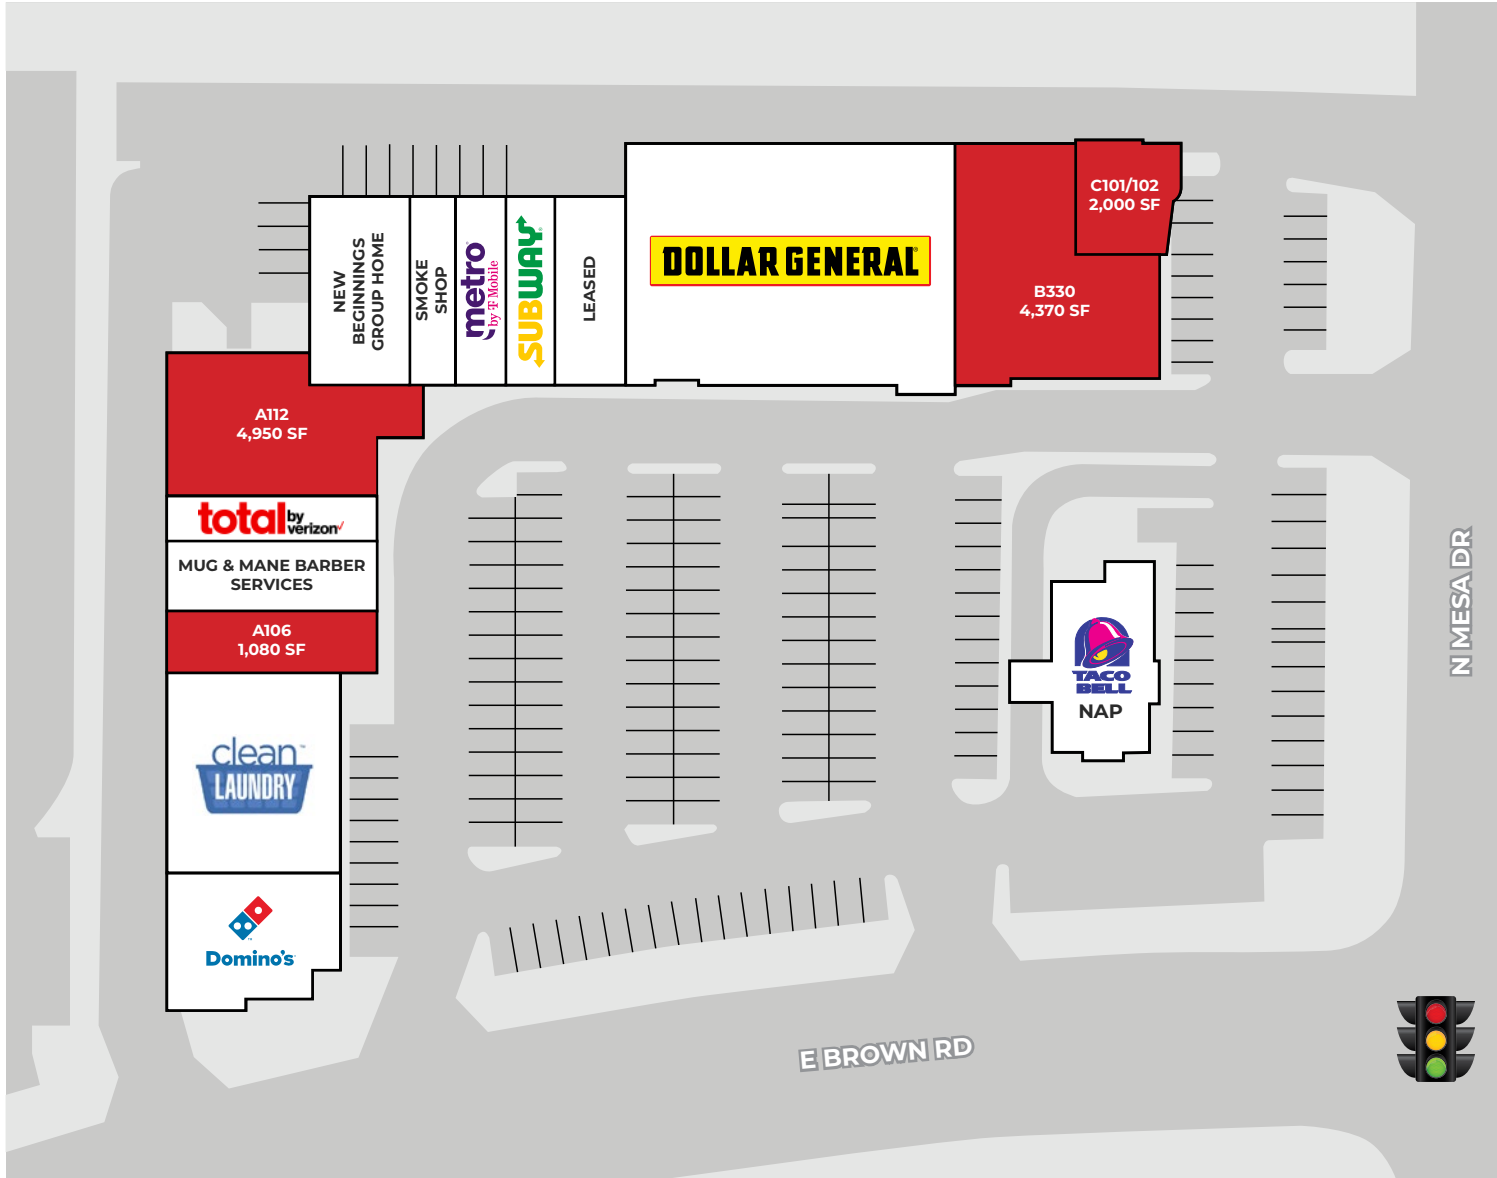 C101/102
2,000 SF
DOLLAR GENERAL
B330
4,370 SF
NEW
BEGINNNGS
GROUP HOME
SMOKE
SHOP
metro
by T Mobile
SUBWAY
LEASED
A112
4,950 SF
total by
verizon
MUG & MANE BARBER
SERVICES
A106
1,080 SF
clean
LAUNDRY
Domino's
TACO
BELL
NAP
N MESA DR
E BROWN RD